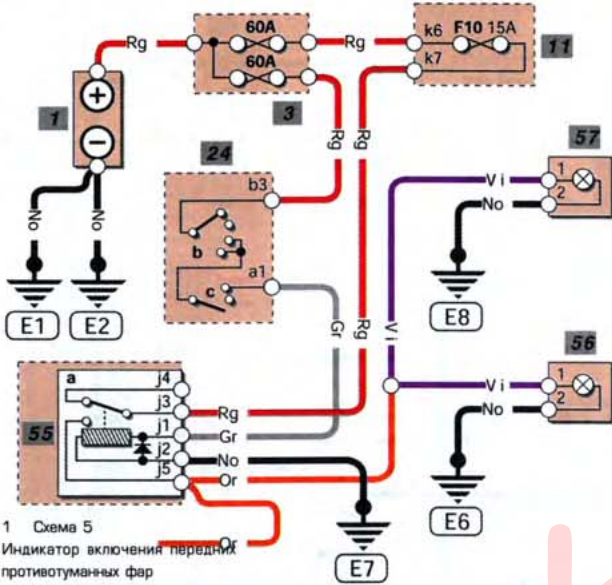 60A
Rg
Rg
k6
F10 15A
60A
k7
11
1
3
Rg
Rg
24
57
b3
Vi
1
2
No
No
No
b
a1
c
E8
E1
E2
Gr
Rg
Vi
56
a
j4
Vi
1
2
j3
Rg
No
55
j1
Gr
j2
No
j5
Or
E6
1 Схема 5
Индикатор включения передних
Or
противотуманных фар
E7